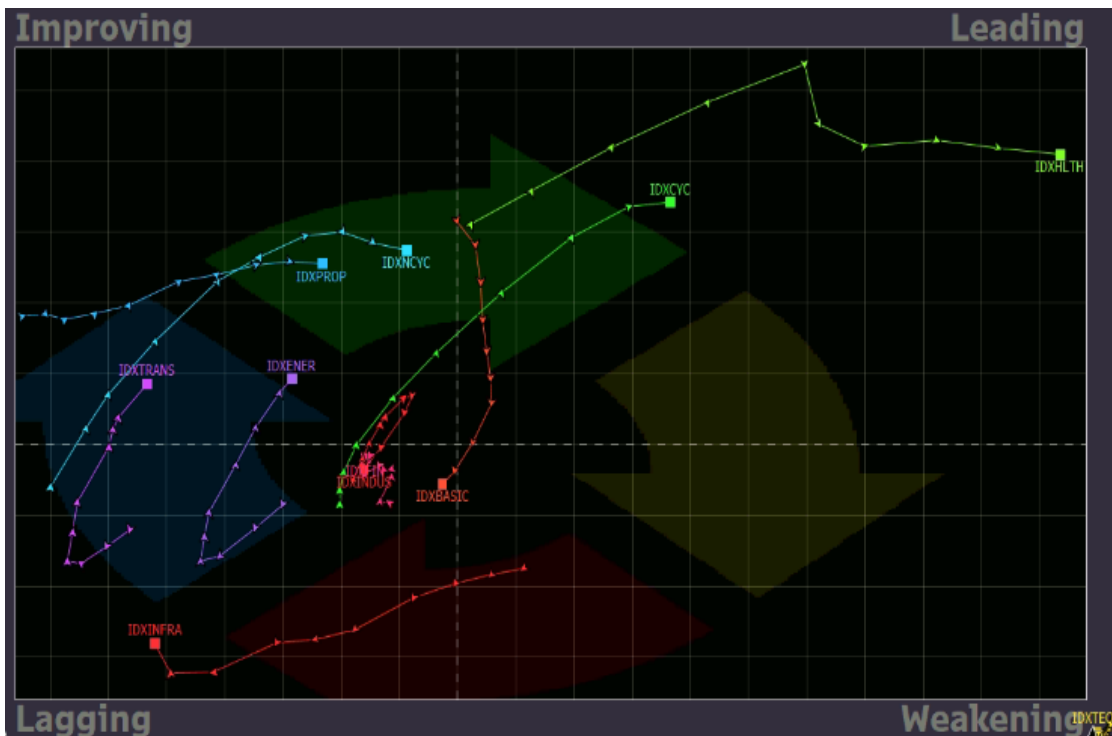 Improving
Leading
IDXHLTH
IDXCYC
IDXNCYC
IDXPROP
IDXTRANS
IDXENER
IDXINDUS
IDXBASIC
IDXINFRA
Lagging
Weakening